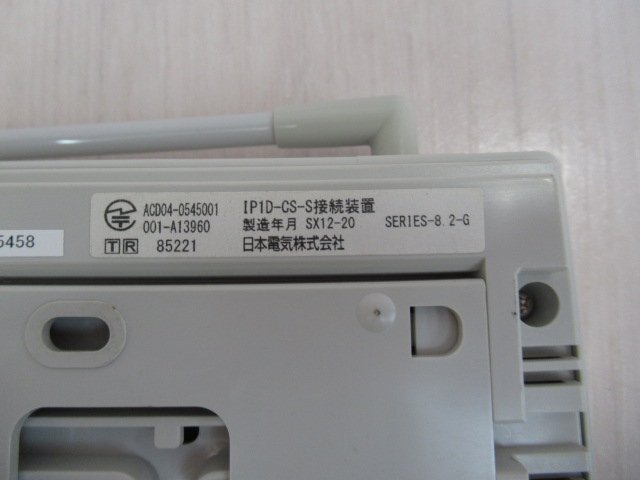 ACD04-0545001 IP1D-CS-S接続装置
001-A13960 製造年月 SX12-20 SERIES-8.2-G
TR 85221 日本電気株式会社
5458